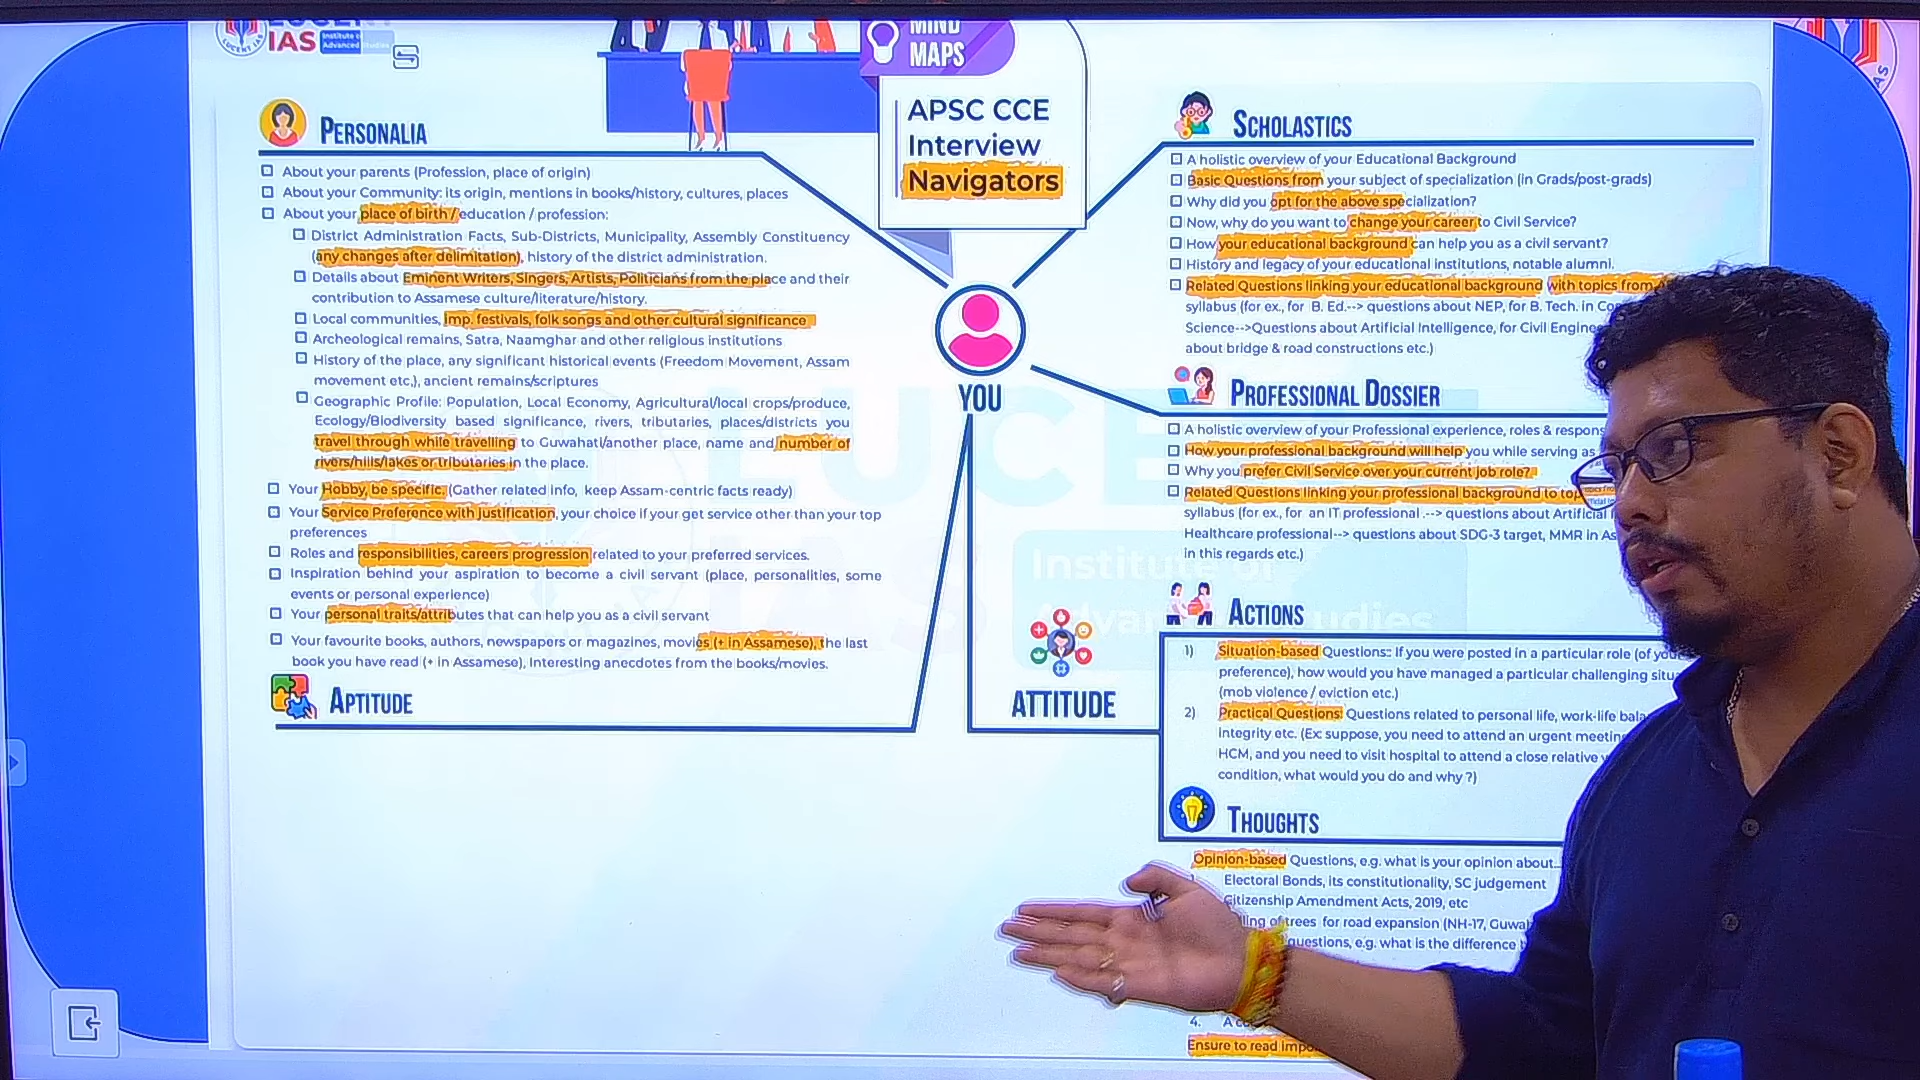 LUCENT
IAS
Institute of
Advanced Studies
LUCENT IAS
MIND
MAPS
APSC CCE
Interview
Navigators
PERSONALIA
About your parents (Profession, place of origin)
About your Community: its origin, mentions in books/history, cultures, places
About your place of birth / education / profession:
District Administration Facts, Sub-Districts, Municipality, Assembly Constituency
(any changes after delimitation), history of the district administration.
Details about Eminent Writers, Singers, Artists, Politicians from the place and their
contribution to Assamese culture/literature/history.
Local communities, imp. festivals, folk songs and other cultural significance
Archeological remains, Satra, Naamghar and other religious institutions
History of the place, any significant historical events (Freedom Movement, Assam
movement etc.), ancient remains/scriptures
Geographic Profile: Population, Local Economy, Agricultural/local crops/produce,
Ecology/Biodiversity based significance, rivers, tributaries, places/districts you
travel through while travelling to Guwahati/another place, name and number of
rivers/hills/lakes or tributaries in the place.
Your Hobby, be specific. (Gather related info, keep Assam-centric facts ready)
Your Service Preference with justification, your choice if your get service other than your top
preferences
Roles and responsibilities, careers progression related to your preferred services.
Inspiration behind your aspiration to become a civil servant (place, personalities, some
events or personal experience)
Your personal traits/attributes that can help you as a civil servant
Your favourite books, authors, newspapers or magazines, movies (+ in Assamese), the last
book you have read (+ in Assamese), interesting anecdotes from the books/movies.
APTITUDE
YOU
ATTITUDE
SCHOLASTICS
A holistic overview of your Educational Background
Basic Questions from your subject of specialization (in Grads/post-grads)
Why did you opt for the above specialization?
Now, why do you want to change your career to Civil Service?
How your educational background can help you as a civil servant?
History and legacy of your educational institutions, notable alumni.
Related Questions linking your educational background with topics from
syllabus (for ex., for B. Ed.--> questions about NEP, for B. Tech. in
Science-->Questions about Artificial Intelligence, for Civil
about bridge & road constructions etc.)
PROFESSIONAL DOSSIER
A holistic overview of your Professional experience, roles &
How your professional background will help you while serving as
Why you prefer Civil Service over your current job role?
Related Questions linking your professional background to
syllabus (for ex., for an IT professional .--> questions about Artificial
Healthcare professional--> questions about SDG-3 target, MMR in
in this regards etc.)
ACTIONS
1) Situation-based Questions: If you were posted in a particular role (of
preference), how would you have managed a particular challenging
(mob violence / eviction etc.)
2) Practical Questions: Questions related to personal life, work-life
integrity etc. (Ex: suppose, you need to attend an urgent
HCM, and you need to visit hospital to attend a close relative
condition, what would you do and why ?)
THOUGHTS
Opinion-based Questions, e.g. what is your opinion about..
Electoral Bonds, its constitutionality, SC judgement
Citizenship Amendment Acts, 2019, etc
trees for road expansion (NH-17,
questions, e.g. what is the difference
4. A
Ensure to read